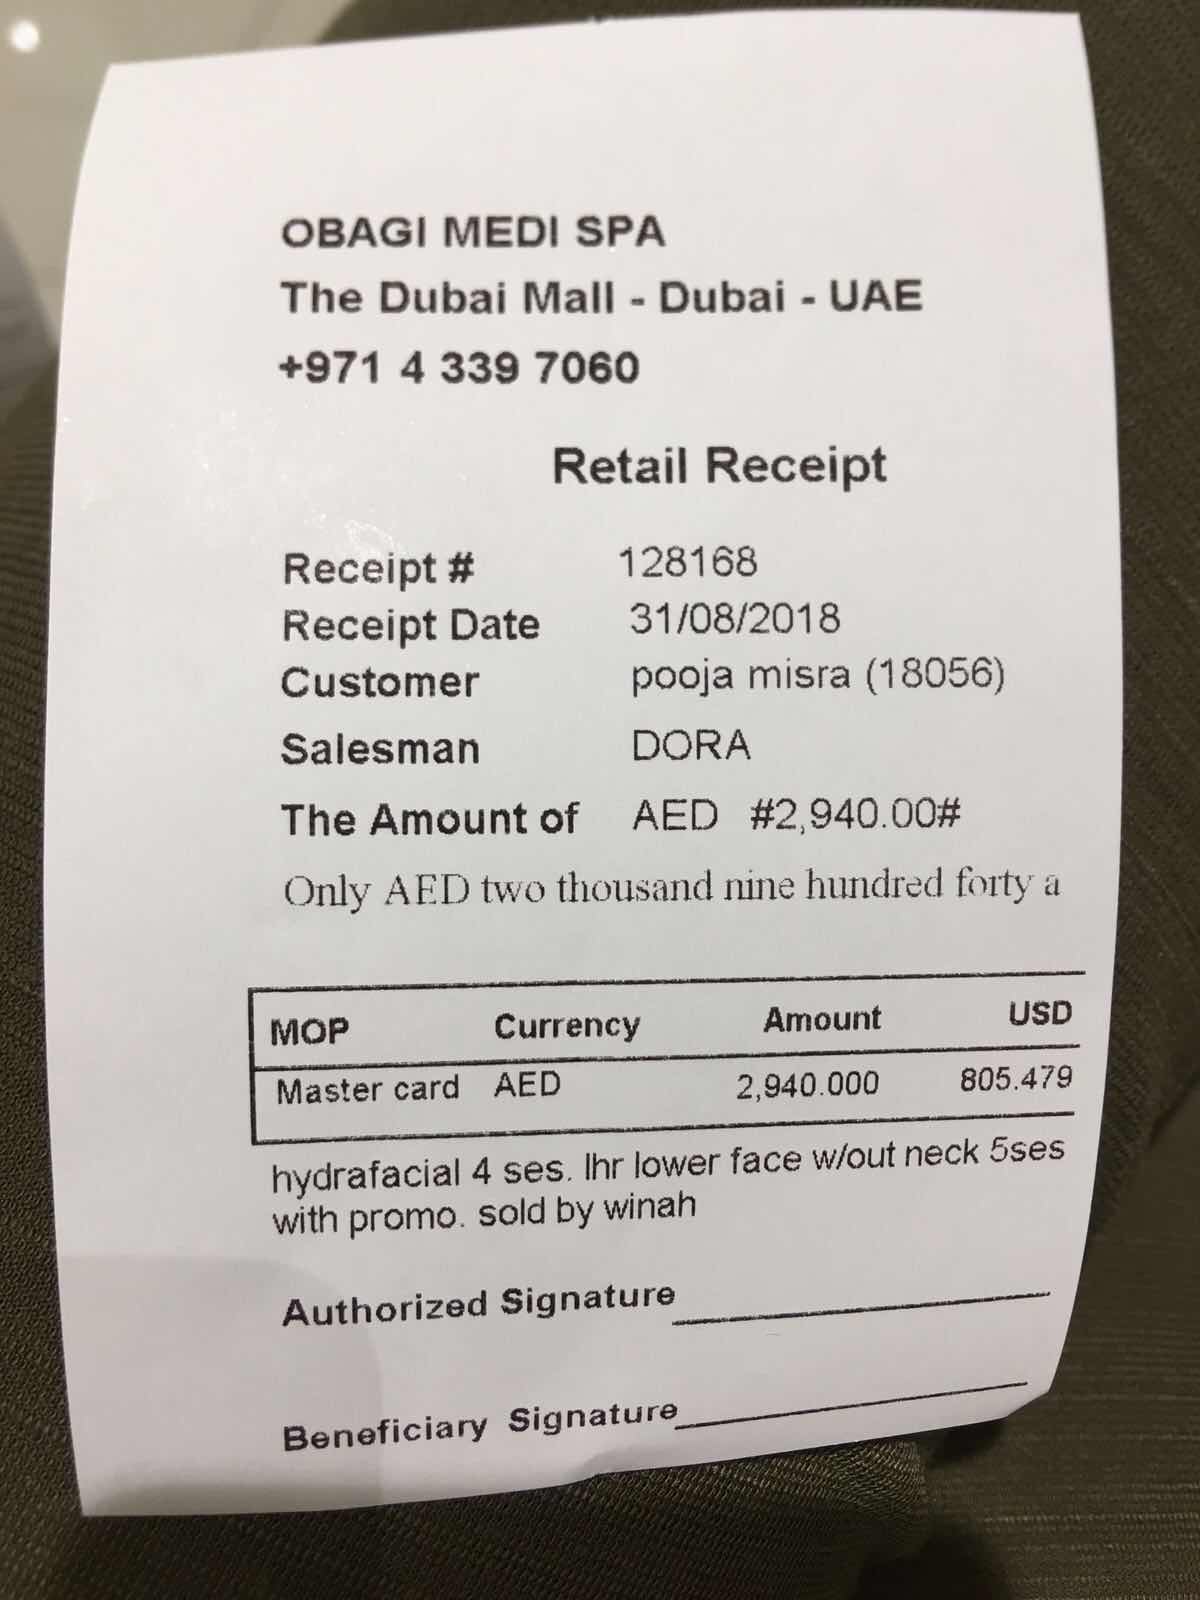 OBAGI MEDI SPA
The Dubai Mall - Dubai - UAE
+971 4 339 7060
Retail Receipt
Receipt # 128168
Receipt Date 31/08/2018
Customer pooja misra (18056)
Salesman DORA
The Amount of AED #2,940.00#
Only AED two thousand nine hundred forty a
MOP Currency Amount USD
Master card AED 2,940.000 805.479
hydrafacial 4 ses. lhr lower face w/out neck 5ses
with promo. sold by winah
Authorized Signature
Beneficiary Signature